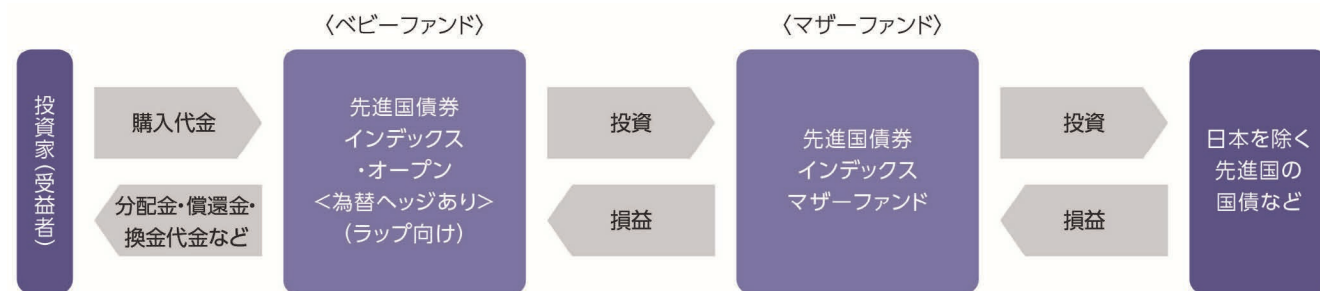 〈ベビーファンド〉
〈マザーファンド〉
投資家(受益者)
購入代金
分配金・償還金・
換金代金など
先進国債券
インデックス
・オープン
<為替ヘッジあり>
(ラップ向け)
投資
損益
先進国債券
インデックス
マザーファンド
投資
損益
日本を除く
先進国の
国債など